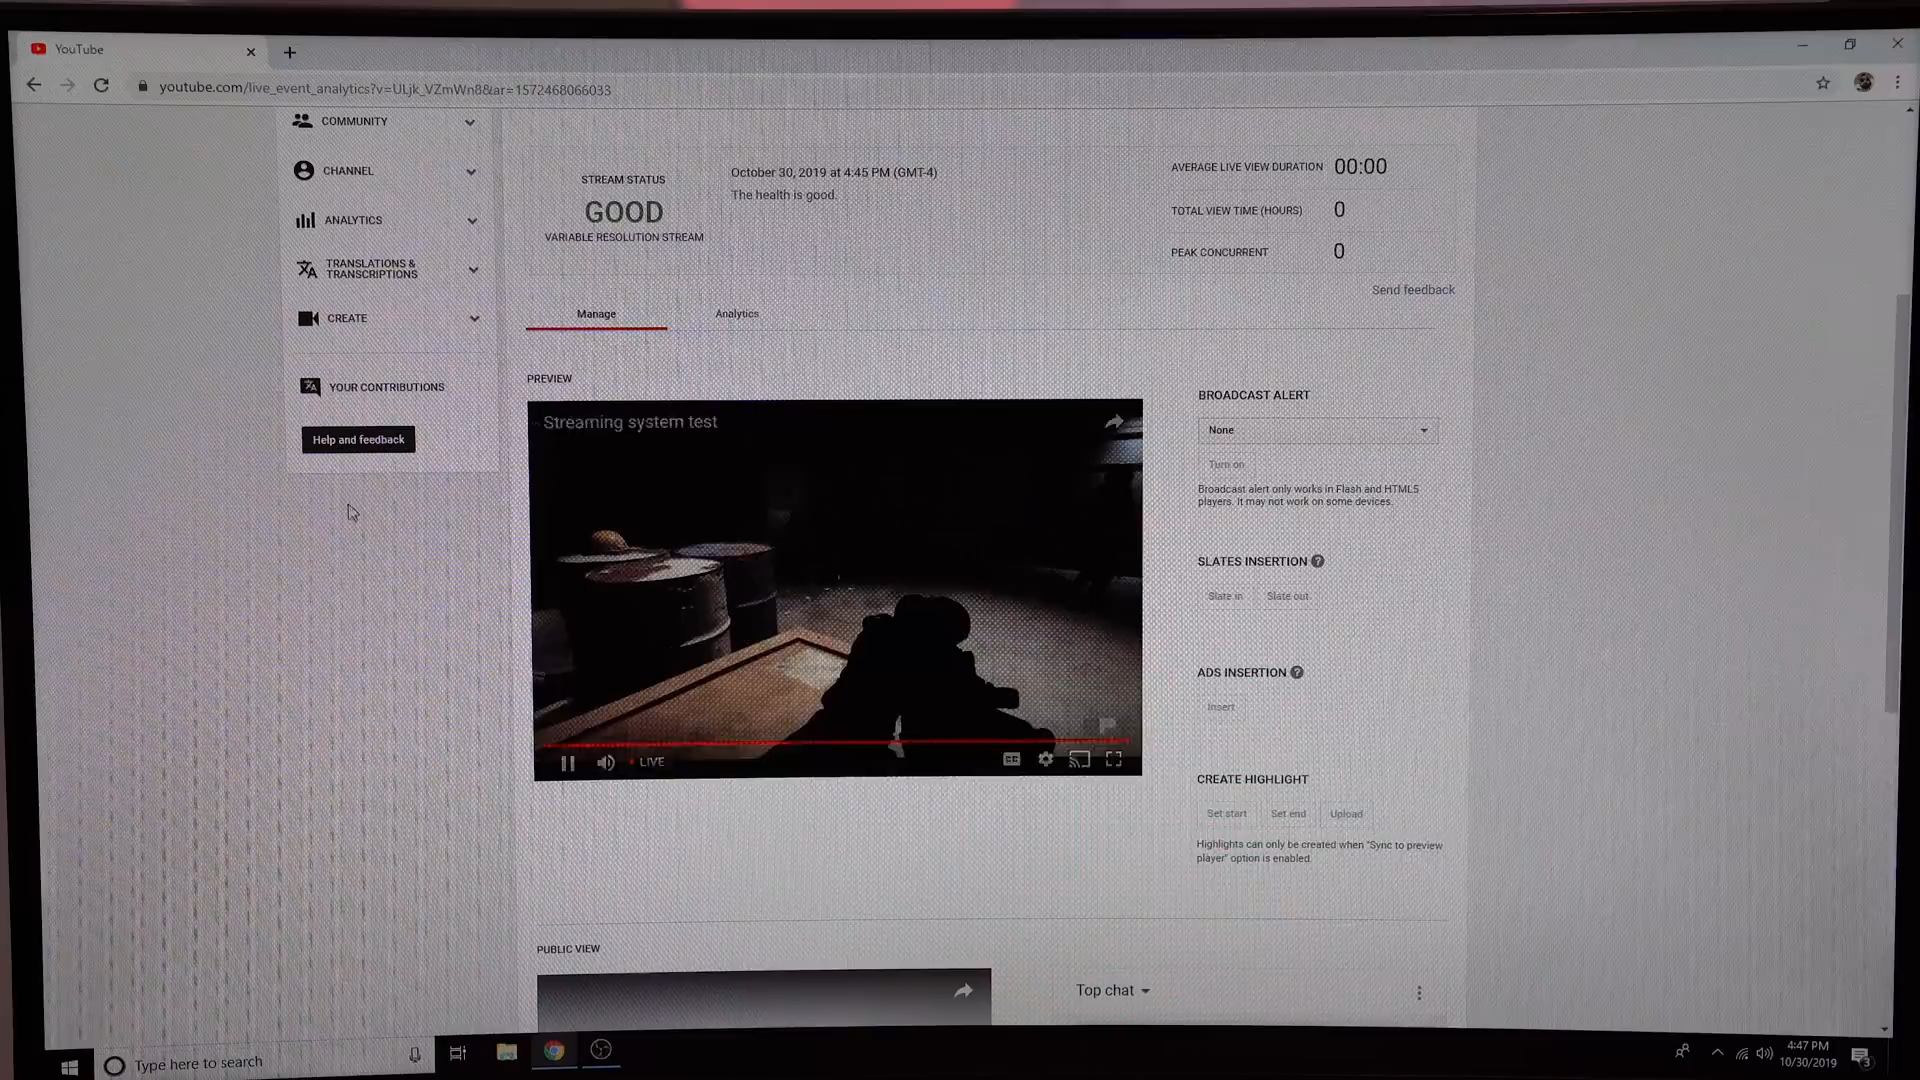 YouTube
youtube.com/live_event_analytics?v=ULjk_VZmWn8&ar=1572468066033
COMMUNITY
CHANNEL
ANALYTICS
TRANSLATIONS &
TRANSCRIPTIONS
CREATE
YOUR CONTRIBUTIONS
Help and feedback
STREAM STATUS
GOOD
VARIABLE RESOLUTION STREAM
October 30, 2019 at 4:45 PM (GMT-4)
The health is good.
AVERAGE LIVE VIEW DURATION 00:00
TOTAL VIEW TIME (HOURS) 0
PEAK CONCURRENT 0
Send feedback
Manage Analytics
PREVIEW
Streaming system test
LIVE
BROADCAST ALERT
None
Turn on
Broadcast alert only works in Flash and HTML5
players. It may not work on some devices.
SLATES INSERTION ?
Slate in Slate out
ADS INSERTION ?
Insert
CREATE HIGHLIGHT
Set start Set end Upload
Highlights can only be created when "Sync to preview
player" option is enabled.
PUBLIC VIEW
Top chat
Type here to search
4:47 PM
10/30/2019
3